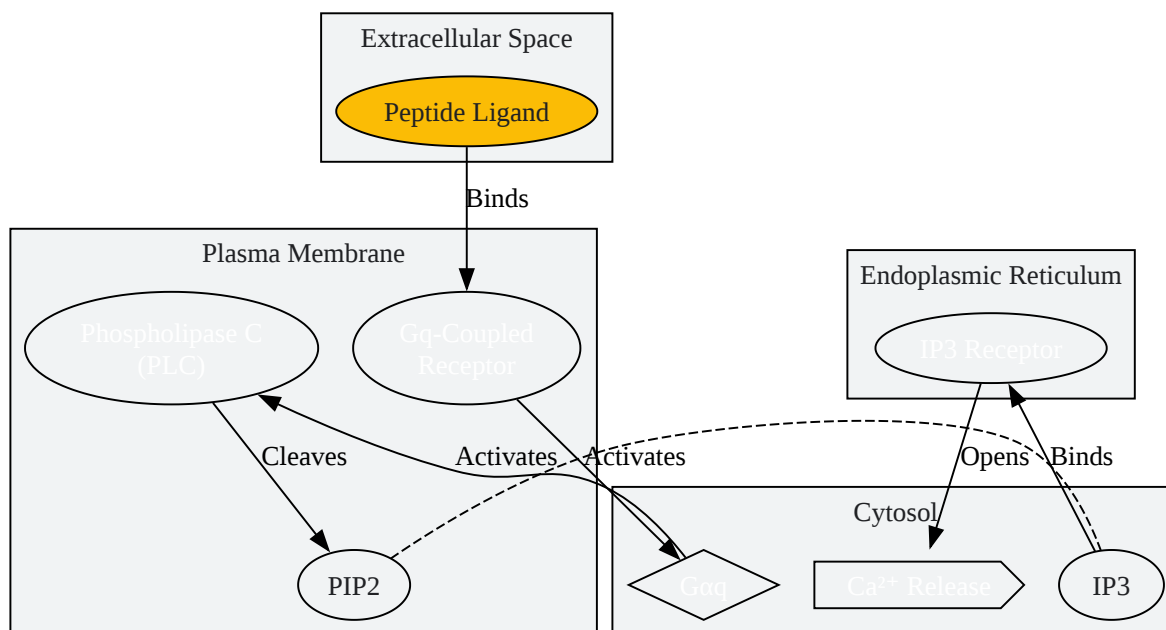 Extracellular Space
Peptide Ligand
Binds
Plasma Membrane
Endoplasmic Reticulum
Phospholipase C
(PLC)
Gq-Coupled
Receptor
IP3 Receptor
Cleaves
Activates
Activates
Opens
Binds
Cytosol
PIP2
Gαq
Ca²⁺ Release
IP3